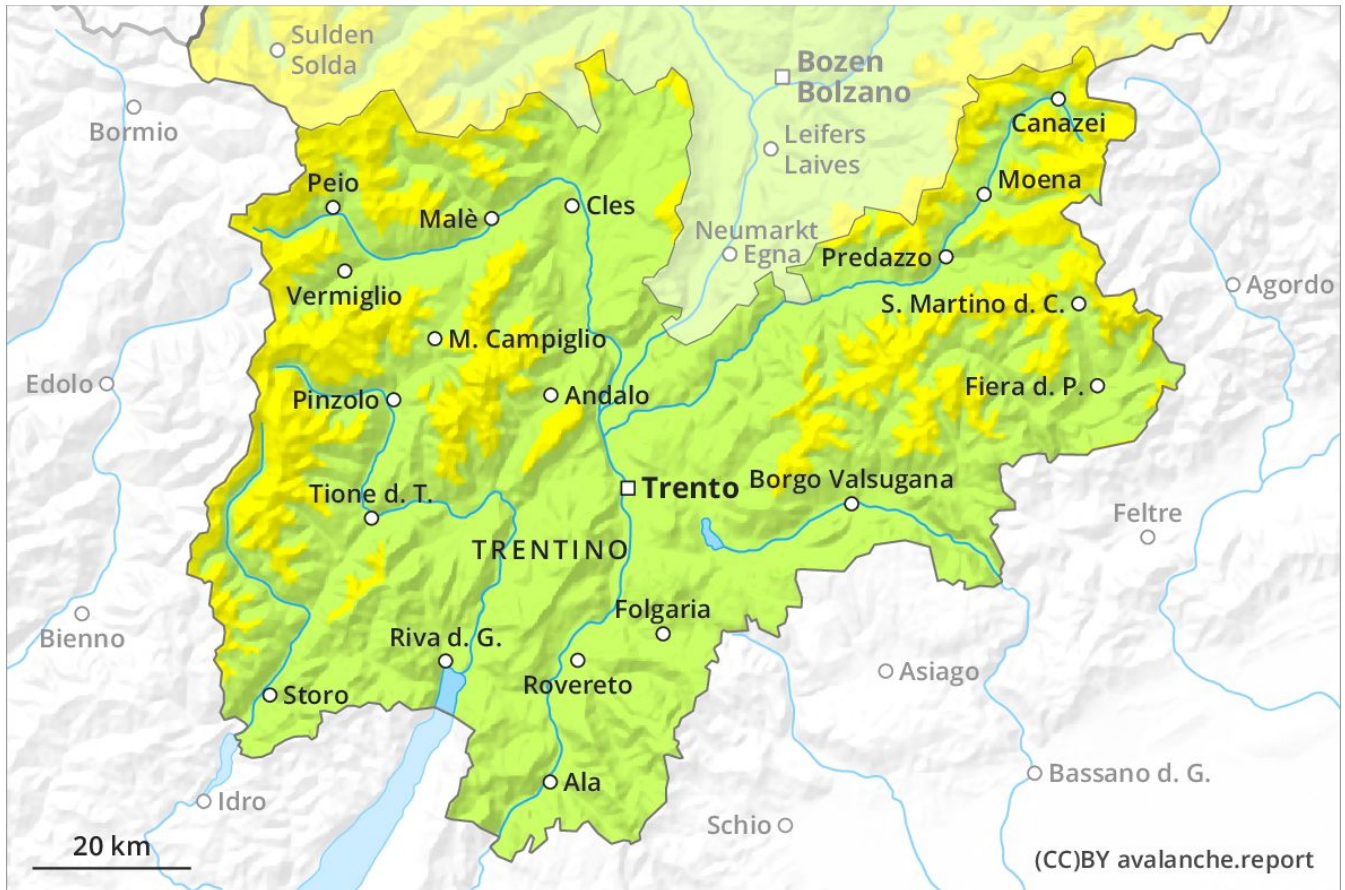 Sulden
Solda
Bozen
Bolzano
Bormio
Canazei
Leifers
Laives
Peio
Moena
Malè
Cles
Neumarkt
Egna
Predazzo
Vermiglio
Agordo
S. Martino d. C.
M. Campiglio
Edolo
Pinzolo
Andalo
Fiera d. P.
Trento
Borgo Valsugana
Tione d. T.
Feltre
TRENTINO
Folgaria
Bienno
Riva d. G.
Asiago
Rovereto
Storo
Bassano d. G.
Ala
Idro
Schio
20 km
(CC)BY avalanche.report